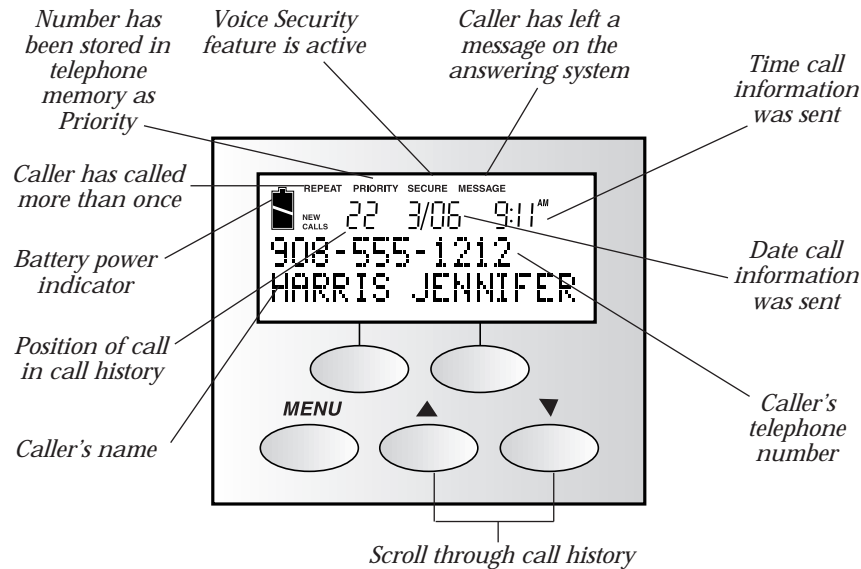 Number has
been stored in
telephone
memory as
Priority
Voice Security
feature is active
Caller has left a
message on the
answering system
Time call
information
was sent
Caller has called
more than once
Battery power
indicator
Position of call
in call history
Caller's name
REPEAT PRIORITY SECURE MESSAGE
NEW
CALLS
22 3/06 9:11 AM
908-555-1212
HARRIS JENNIFER
MENU ▲ ▼
Date call
information
was sent
Caller's
telephone
number
Scroll through call history